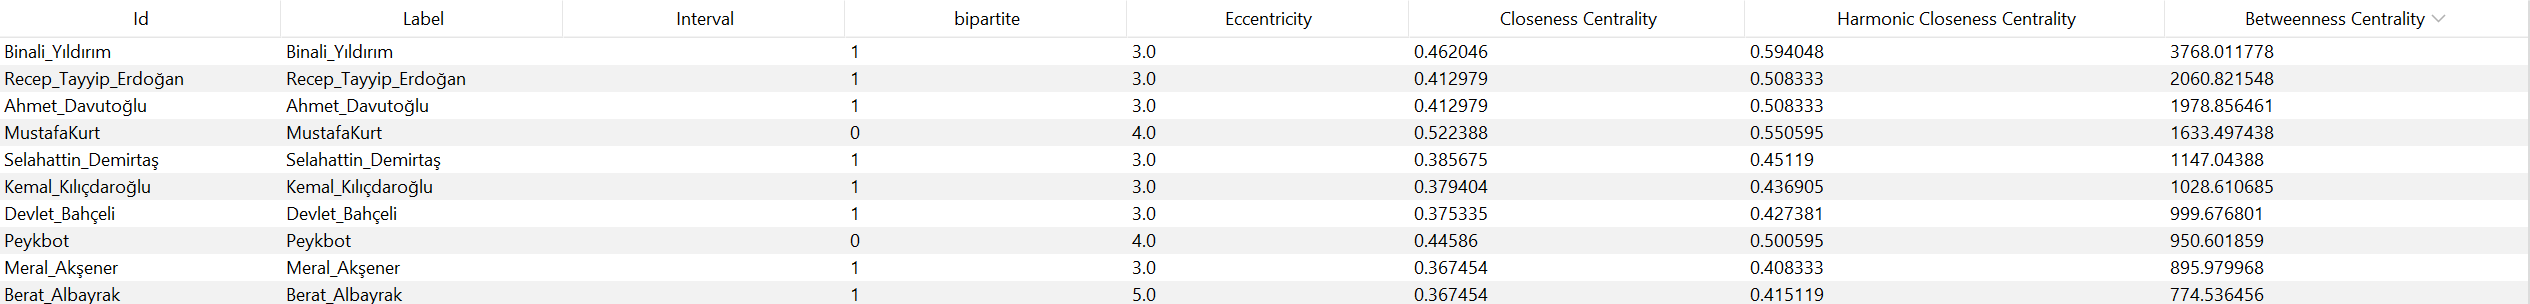 Id Label Interval bipartite Eccentricity Closeness Centrality Harmonic Closeness Centrality Betweenness Centrality
Binali_Yıldırım Binali_Yıldırım 1 3.0 0.462046 0.594048 3768.011778
Recep_Tayyip_Erdoğan Recep_Tayyip_Erdoğan 1 3.0 0.412979 0.508333 2060.821548
Ahmet_Davutoğlu Ahmet_Davutoğlu 1 3.0 0.412979 0.508333 1978.856461
MustafaKurt MustafaKurt 0 4.0 0.522388 0.550595 1633.497438
Selahattin_Demirtaş Selahattin_Demirtaş 1 3.0 0.385675 0.45119 1147.04388
Kemal_Kılıçdaroğlu Kemal_Kılıçdaroğlu 1 3.0 0.379404 0.436905 1028.610685
Devlet_Bahçeli Devlet_Bahçeli 1 3.0 0.375335 0.427381 999.676801
Peykbot Peykbot 0 4.0 0.44586 0.500595 950.601859
Meral_Akşener Meral_Akşener 1 3.0 0.367454 0.408333 895.979968
Berat_Albayrak Berat_Albayrak 1 5.0 0.367454 0.415119 774.536456